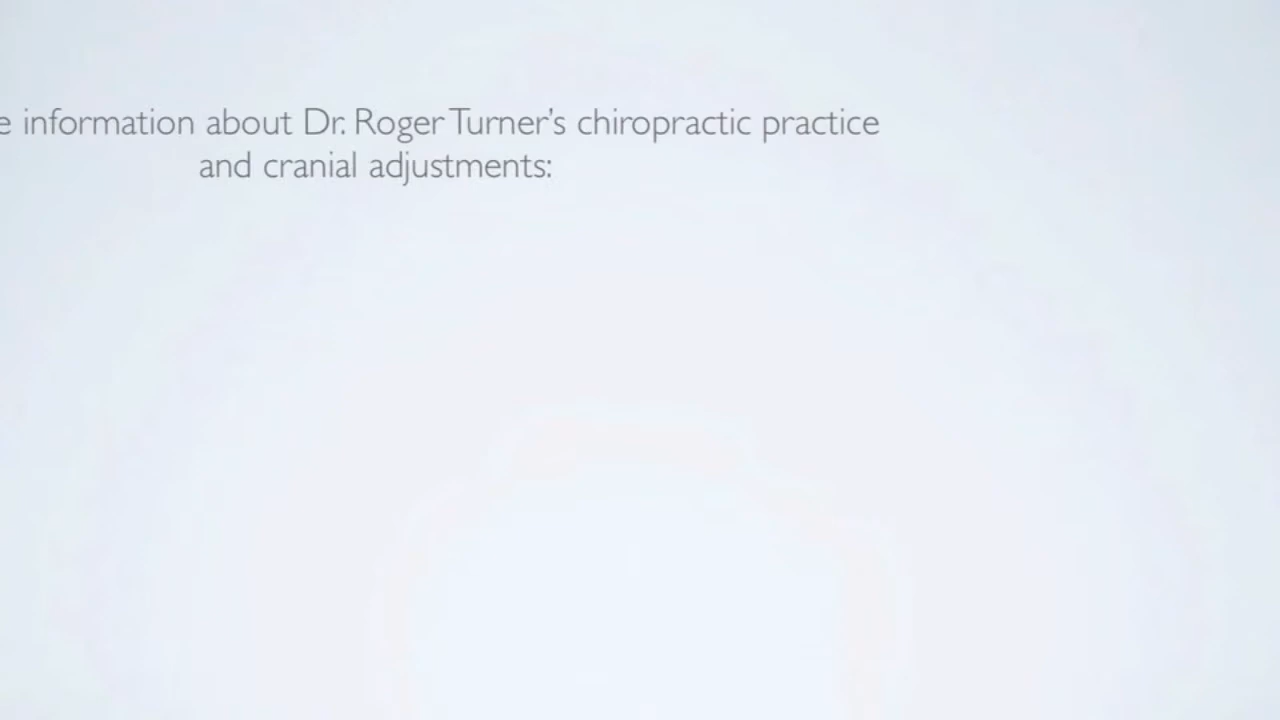 e information about Dr. Roger Turner's chiropractic practice
and cranial adjustments: